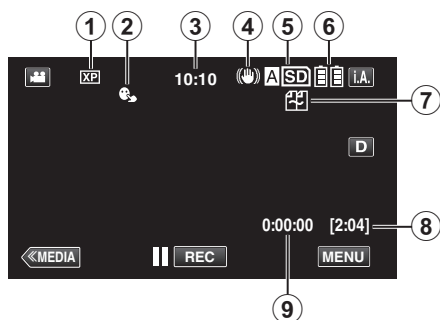 1 2 3 4 5 6
XP 10:10 A SD i.A.
7
D
0:00:00 [2:04] 8
≪MEDIA REC MENU
9